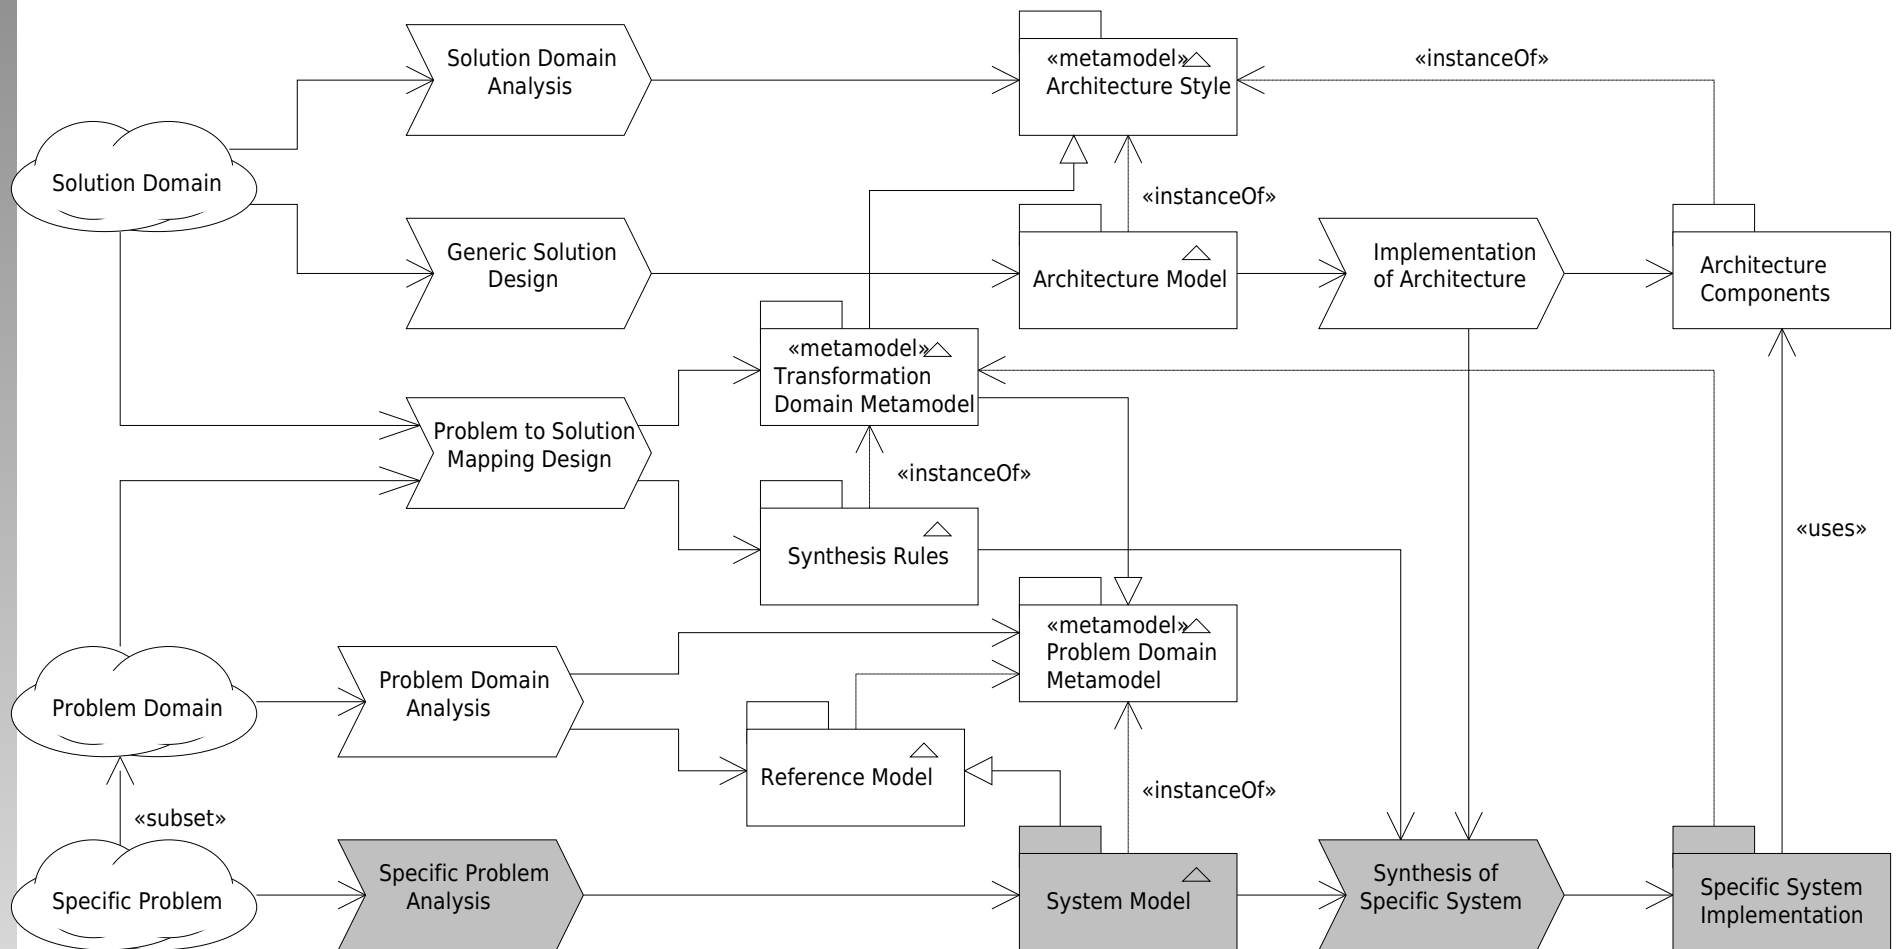 Solution Domain
Analysis
«metamodel»
Architecture Style
«instanceOf»
Solution Domain
«instanceOf»
Generic Solution
Design
Architecture Model
Implementation
of Architecture
Architecture
Components
«metamodel»
Transformation
Domain Metamodel
Problem to Solution
Mapping Design
«instanceOf»
«uses»
Synthesis Rules
«metamodel»
Problem Domain
Metamodel
Problem Domain
Problem Domain
Analysis
Reference Model
«instanceOf»
«subset»
Specific Problem
Specific Problem
Analysis
System Model
Synthesis of
Specific System
Specific System
Implementation